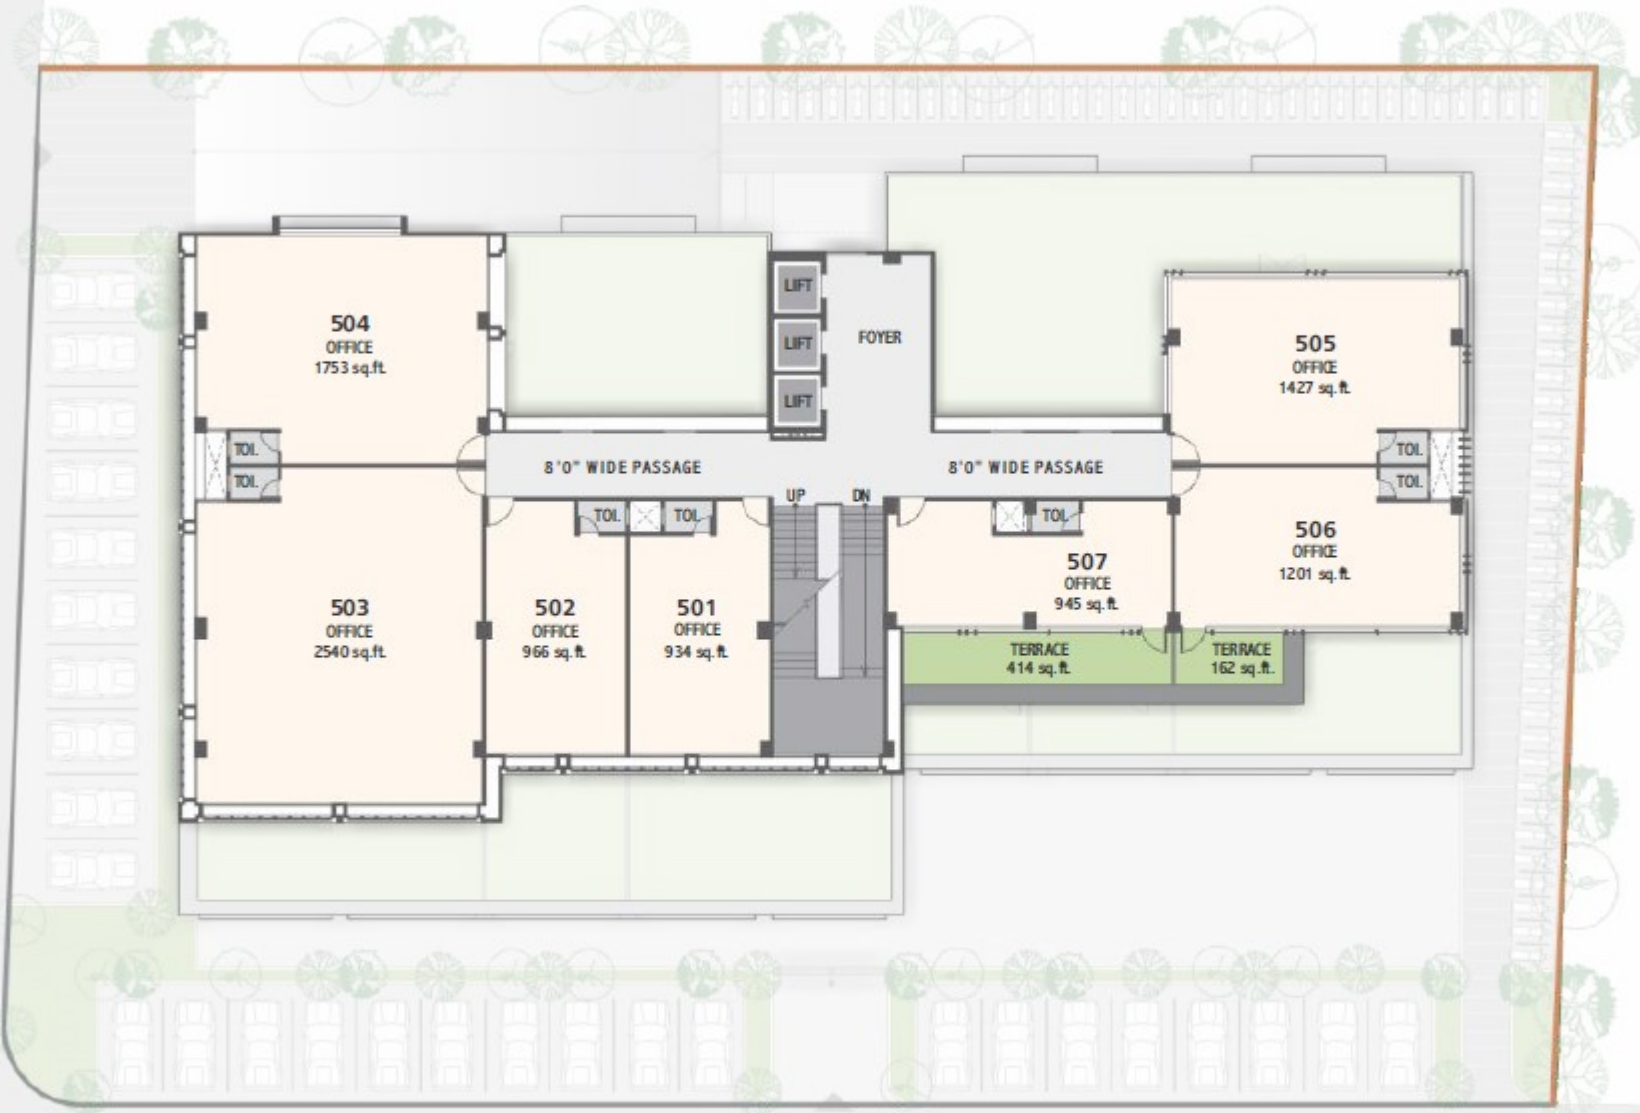 LIFT
LIFT
LIFT
FOYER
504
OFFICE
1753 sq.ft.
505
OFFICE
1427 sq.ft.
TOI.
TOI.
8'0" WIDE PASSAGE
8'0" WIDE PASSAGE
TOI.
TOI.
UP
DN
TOI.
TOI.
TOI.
503
OFFICE
2540 sq.ft.
502
OFFICE
966 sq.ft.
501
OFFICE
934 sq.ft.
507
OFFICE
945 sq.ft.
506
OFFICE
1201 sq.ft.
TERRACE
414 sq.ft.
TERRACE
162 sq.ft.